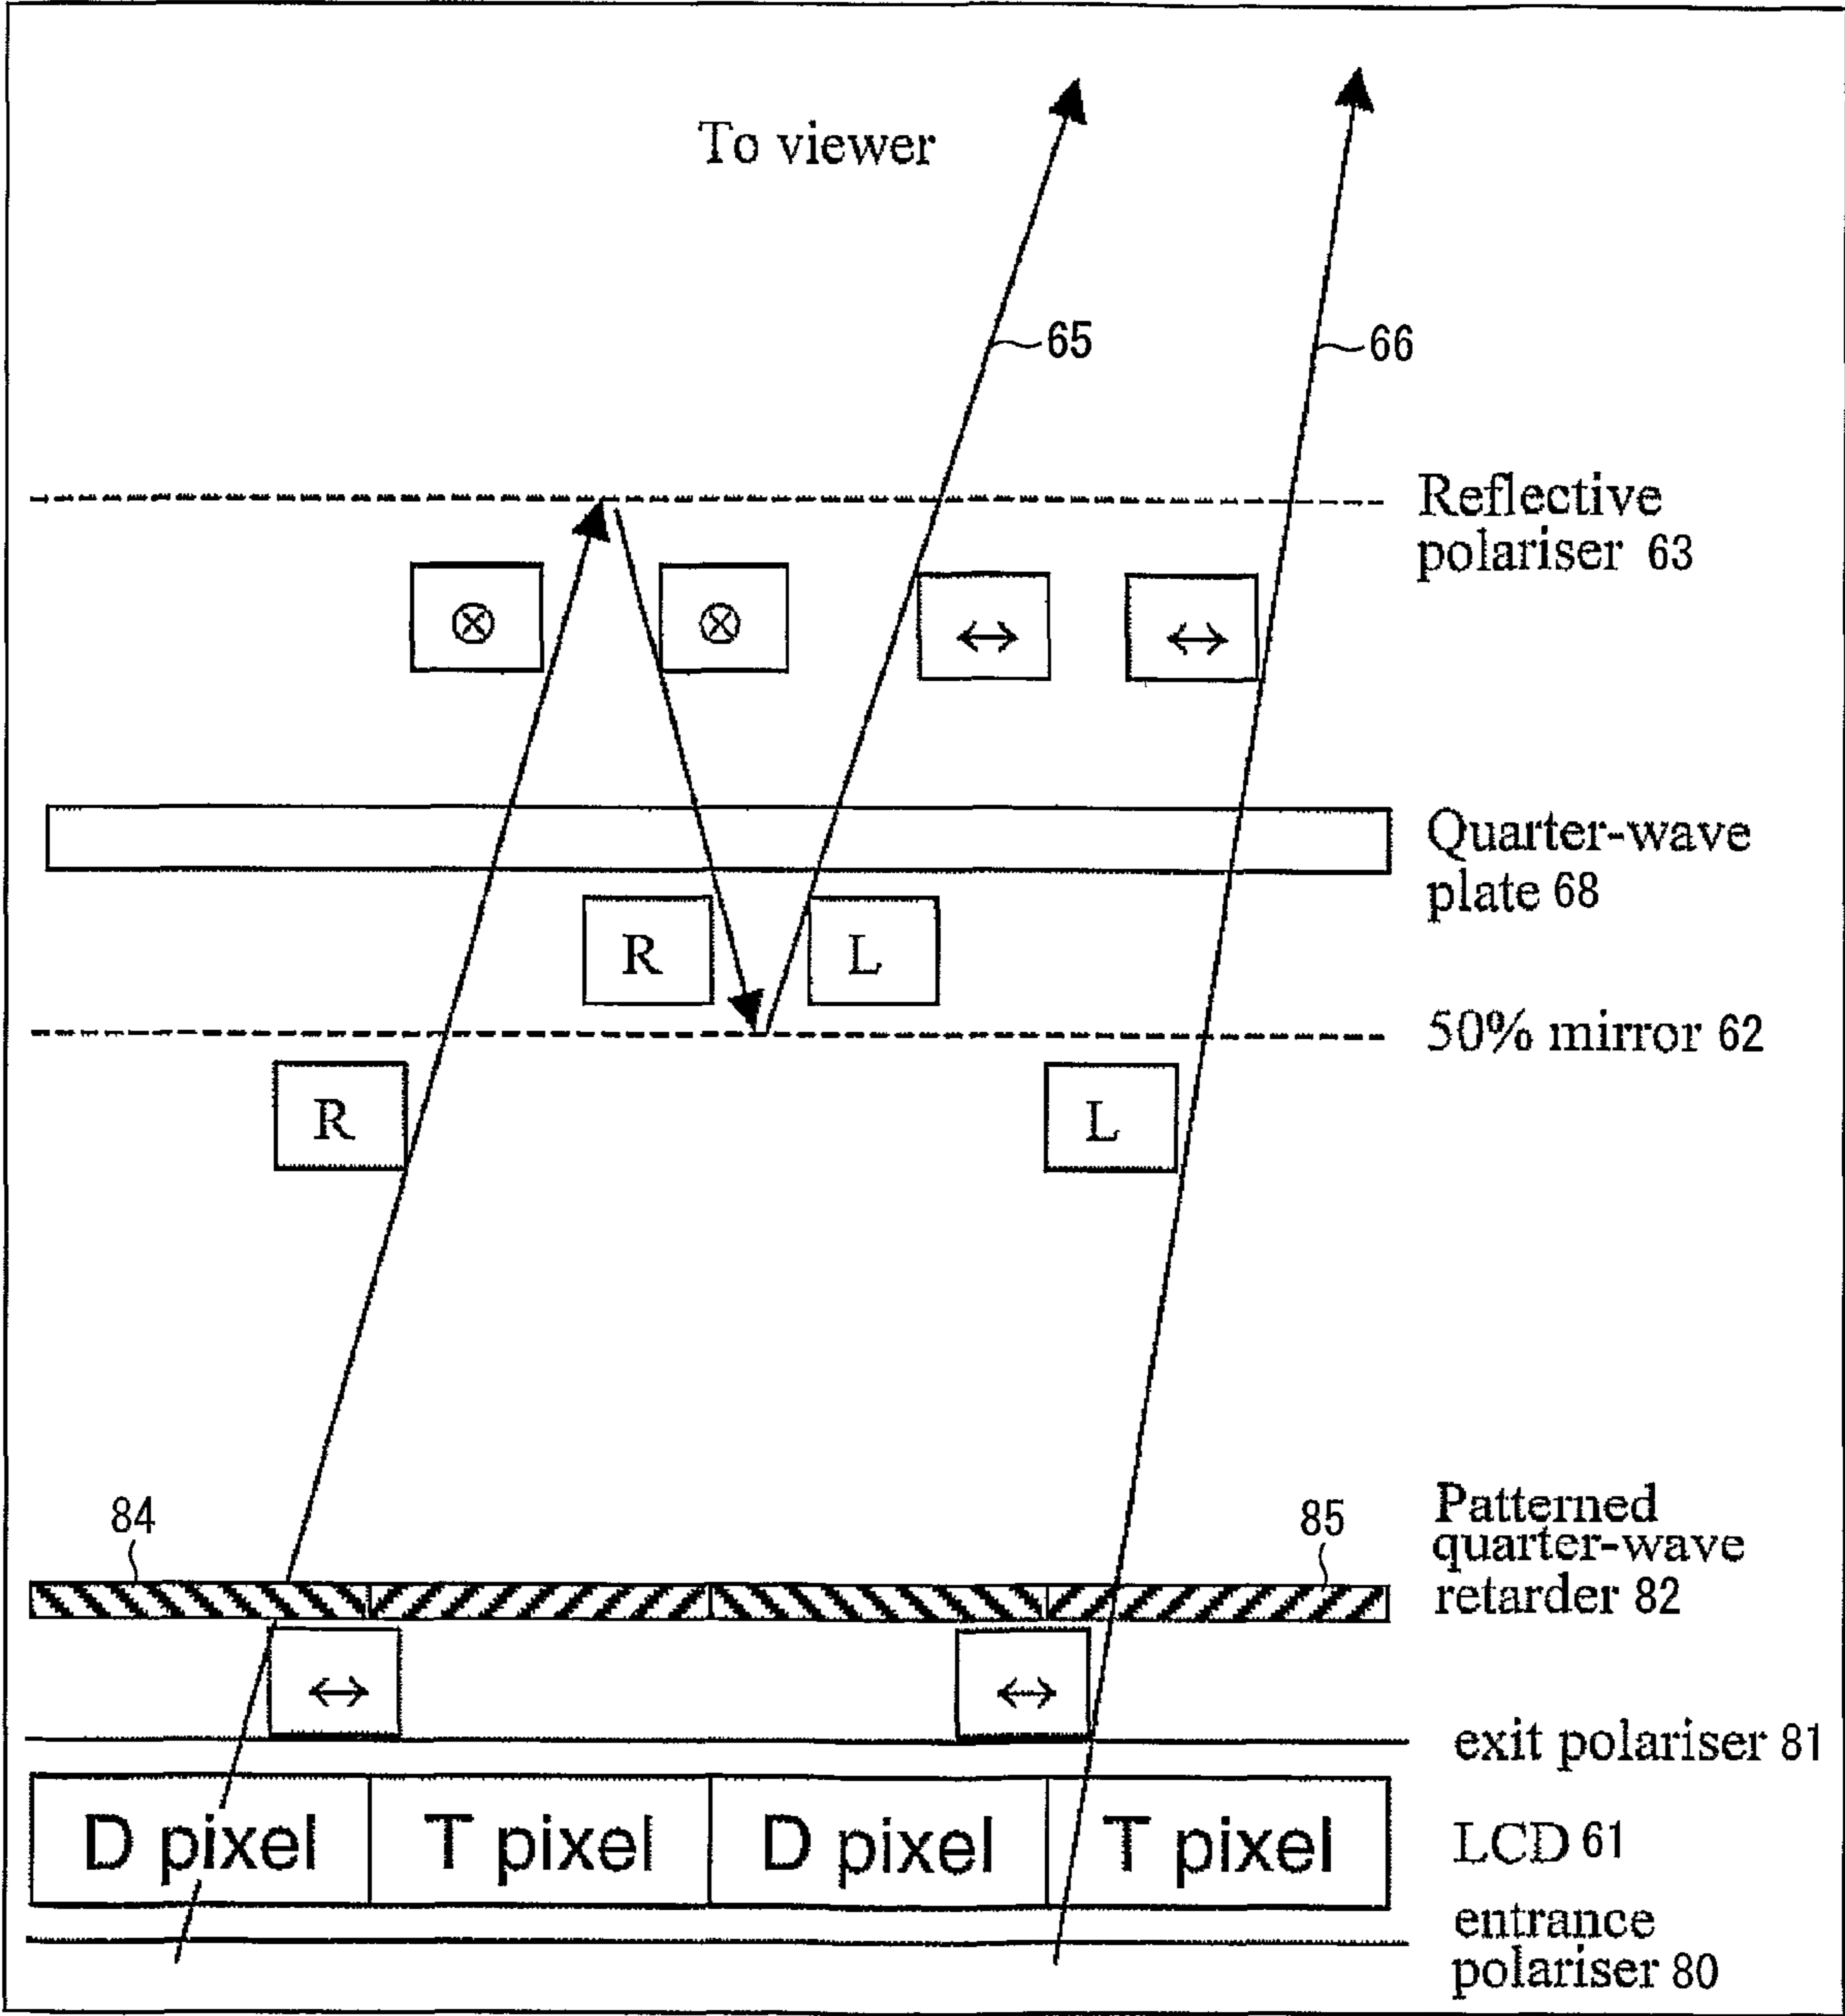 To viewer
65
66
Reflective
polariser 63
⊗
⊗
↔
↔
Quarter-wave
plate 68
R
L
50% mirror 62
R
L
84
85
Patterned
quarter-wave
retarder 82
↔
↔
exit polariser 81
D pixel
T pixel
D pixel
T pixel
LCD 61
entrance
polariser 80